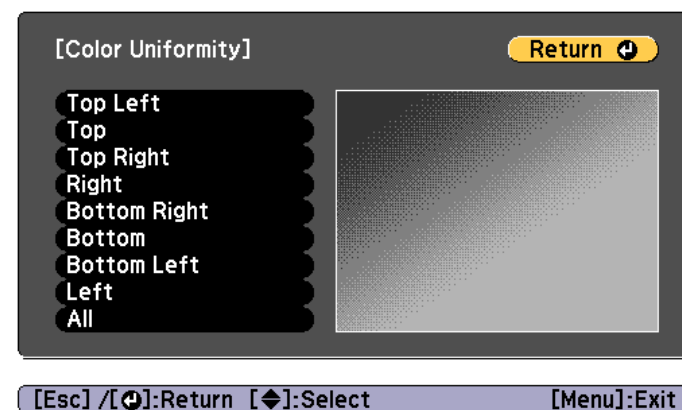 [Color Uniformity]
Return
Top Left
Top
Top Right
Right
Bottom Right
Bottom
Bottom Left
Left
All
[Esc] /[⏎]:Return [◆]:Select [Menu]:Exit